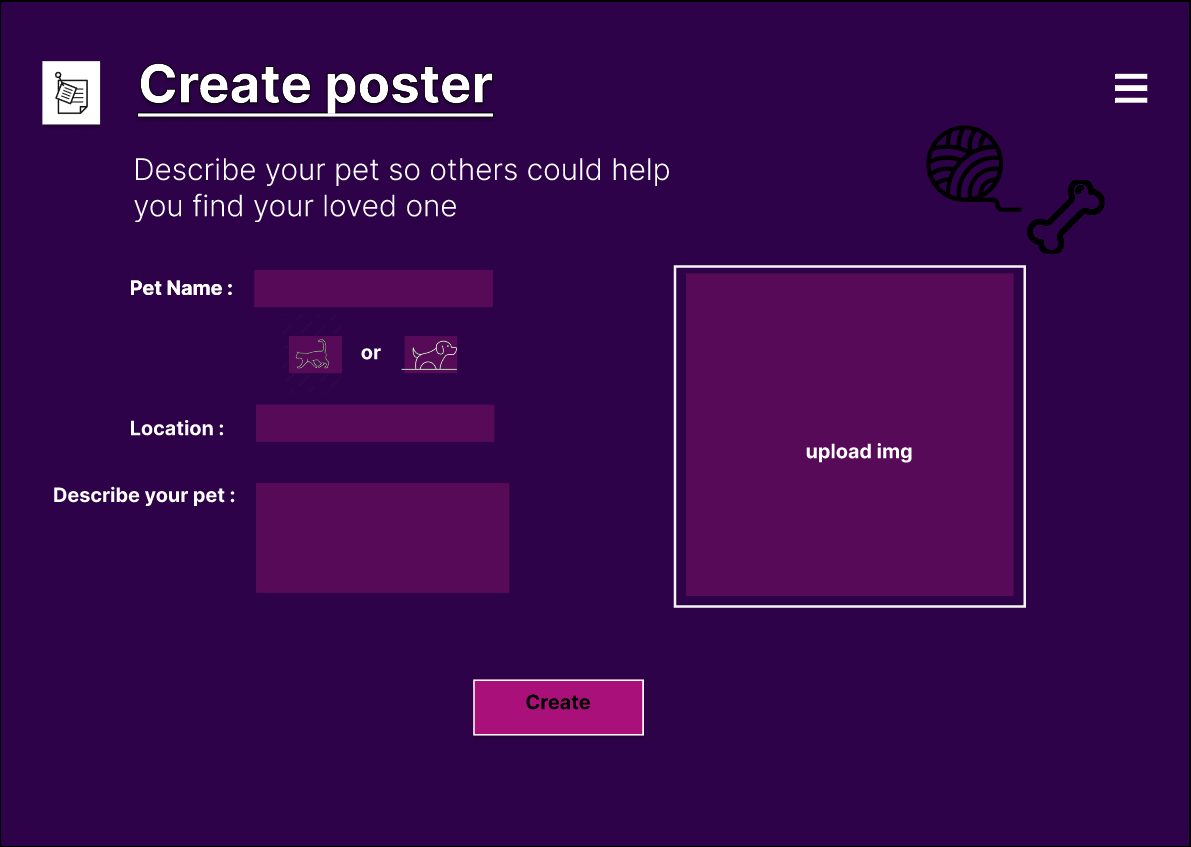 Create poster
Describe your pet so others could help
you find your loved one
Pet Name :
or
Location :
Describe your pet :
upload img
Create